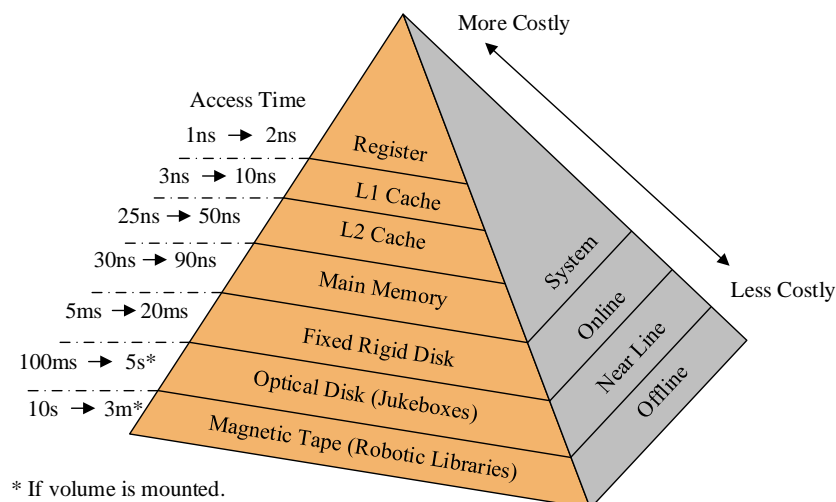 More Costly
Access Time
1ns → 2ns
Register
3ns → 10ns
L1 Cache
25ns → 50ns
L2 Cache
30ns → 90ns
Main Memory
System
Less Costly
5ms → 20ms
Fixed Rigid Disk
Online
100ms → 5s*
Optical Disk (Jukeboxes)
Near Line
10s → 3m*
Magnetic Tape (Robotic Libraries)
Offline
* If volume is mounted.